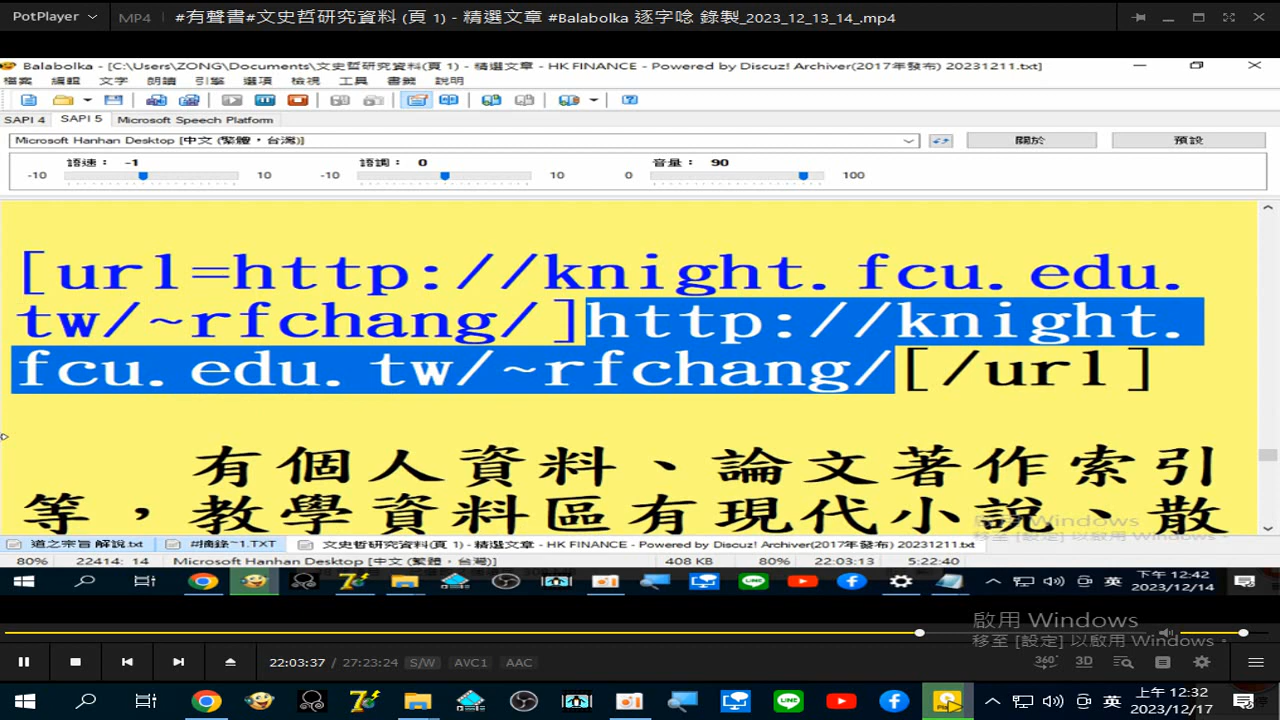 PotPlayer
MP4
#有聲書#文史哲研究資料 (頁 1) - 精選文章 #Balabolka 逐字唸 錄製_2023_12_13_14_.mp4
Balabolka - [C:\Users\ZONG\Documents\文史哲研究資料(頁 1) - 精選文章 - HK FINANCE - Powered by Discuz! Archiver(2017年發布) 20231211.txt]
檔案 編輯 文字 朗讀 引擎 選項 檢視 工具 書籤 說明
SAPI 4 SAPI 5 Microsoft Speech Platform
Microsoft Hanhan Desktop [中文 (繁體，台灣)]
關於
預設
語速： -1 語調： 0 音量： 90
-10 10 -10 10 0 100
[url=http://knight.fcu.edu.
tw/~rfchang/]http://knight.
fcu.edu.tw/~rfchang/[/url]
有個人資料、論文著作索引
等，教學資料區有現代小說、散
啟用 Windows
移至 [設定] 以啟用 Windows。
道之宗旨 解說.txt
#摘錄~1.TXT
文史哲研究資料(頁 1) - 精選文章 - HK FINANCE - Powered by Discuz! Archiver(2017年發布) 20231211.txt
80% 22414: 14 Microsoft Hanhan Desktop [中文 (繁體，台灣)] 408 KB 80% 22:03:13 5:22:40
英
下午 12:42
2023/12/14
啟用 Windows
移至 [設定] 以啟用 Windows。
22:03:37 / 27:23:24 S/W AVC1 AAC
360° 3D
英
上午 12:32
2023/12/17